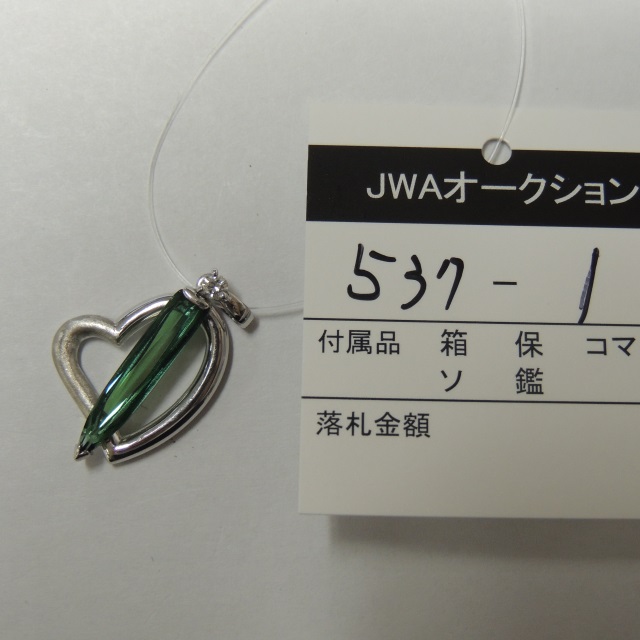 JWAオークション
537-1
付属品 箱 保 コマ
ソ 鑑
落札金額